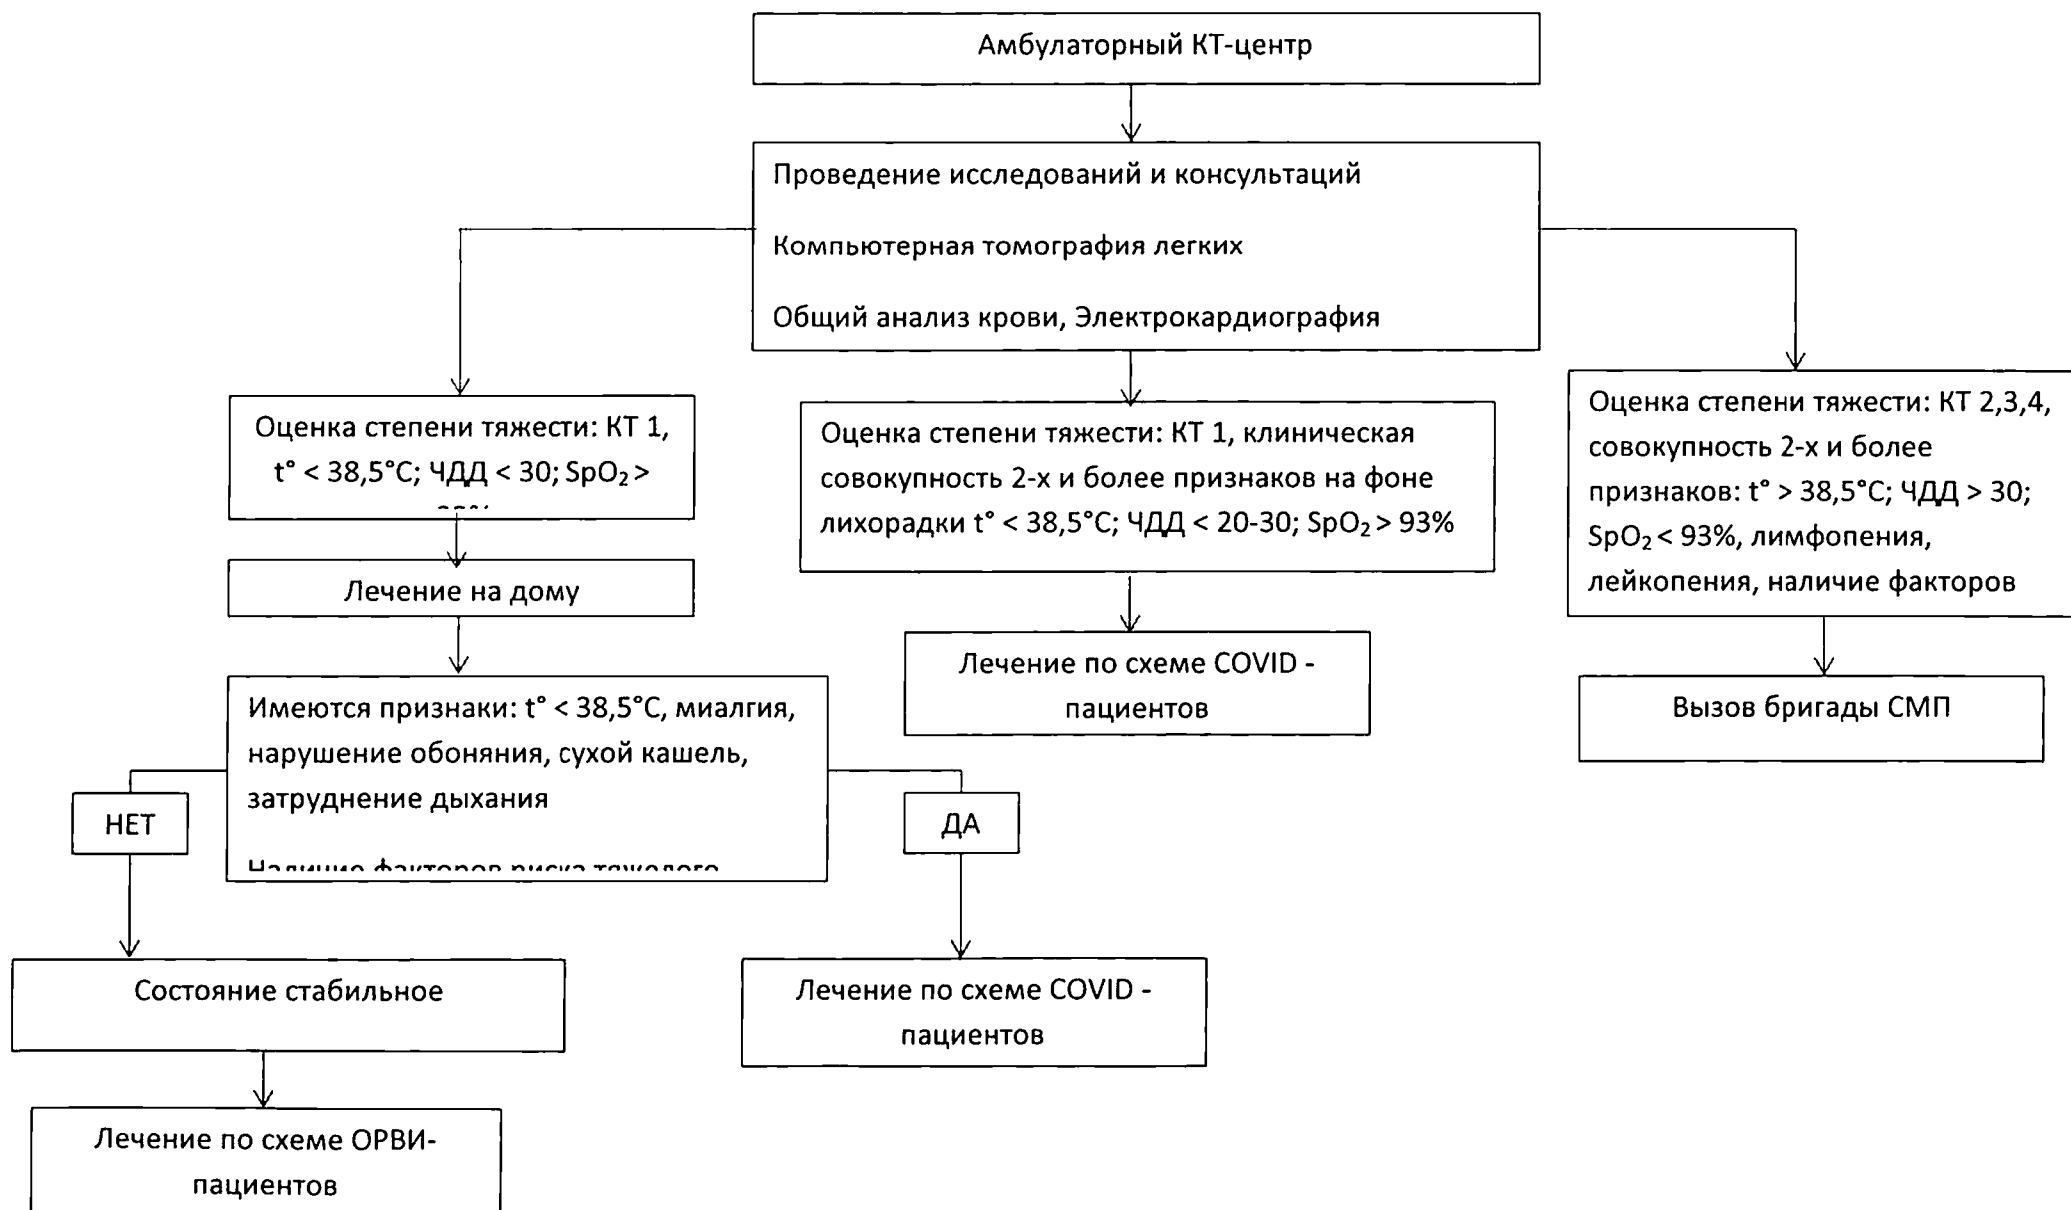 Амбулаторный КТ-центр
Проведение исследований и консультаций
Компьютерная томография легких
Общий анализ крови, Электрокардиография
Оценка степени тяжести: КТ 1,
t° < 38,5°C; ЧДД < 30; SpO₂ >
Оценка степени тяжести: КТ 1, клиническая
совокупность 2-х и более признаков на фоне
лихорадки t° < 38,5°C; ЧДД < 20-30; SpO₂ > 93%
Оценка степени тяжести: КТ 2,3,4,
совокупность 2-х и более
признаков: t° > 38,5°C; ЧДД > 30;
SpO₂ < 93%, лимфопения,
лейкопения, наличие факторов
Лечение на дому
Лечение по схеме COVID -
пациентов
Вызов бригады СМП
Имеются признаки: t° < 38,5°C, миалгия,
нарушение обоняния, сухой кашель,
затруднение дыхания
Наличие факторов риска тяжелого
НЕТ
ДА
Состояние стабильное
Лечение по схеме COVID -
пациентов
Лечение по схеме ОРВИ-
пациентов